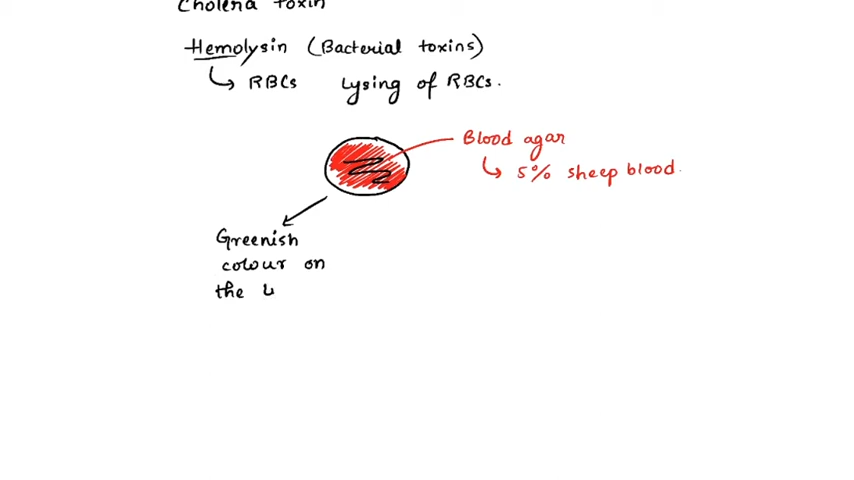 Cholera toxin
Hemolysin (Bacterial toxins)
RBCs Lysing of RBCs.
Blood agar
5% sheep blood.
Greenish
colour on
the